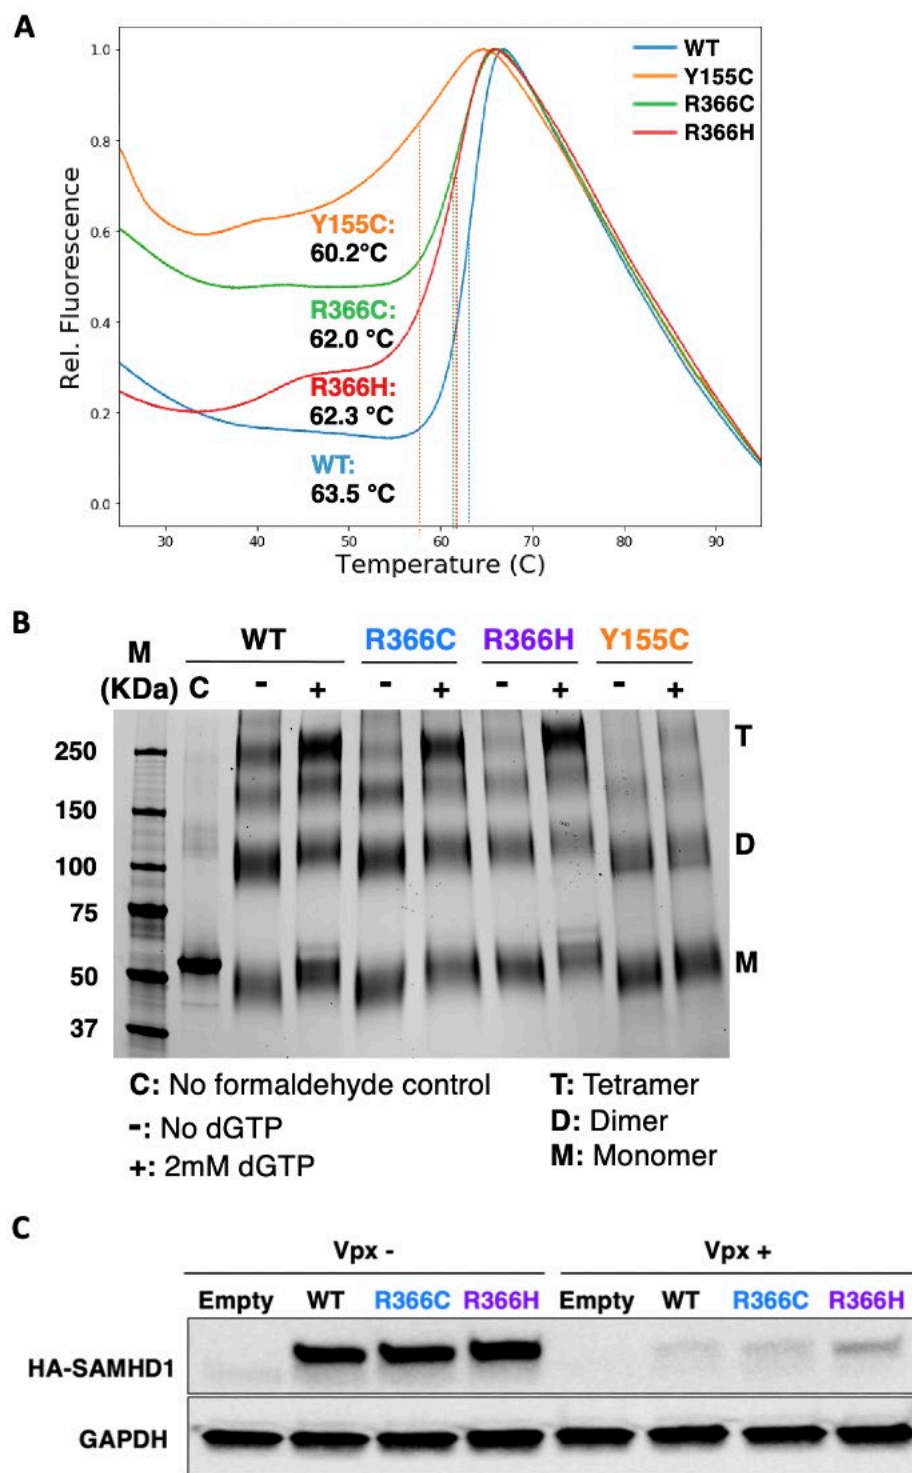 A
WT
Y155C
R366C
R366H
1.0
0.8
0.6
0.4
0.2
0.0
Rel. Fluorescence
Y155C:
60.2°C
R366C:
62.0 °C
R366H:
62.3 °C
WT:
63.5 °C
30 40 50 60 70 80 90
Temperature (C)
B
M
(KDa)
WT R366C R366H Y155C
C - + - + - + - +
250
150
100
75
50
37
T
D
M
C: No formaldehyde control
-: No dGTP
+: 2mM dGTP
T: Tetramer
D: Dimer
M: Monomer
C
Vpx - Vpx +
Empty WT R366C R366H Empty WT R366C R366H
HA-SAMHD1
GAPDH